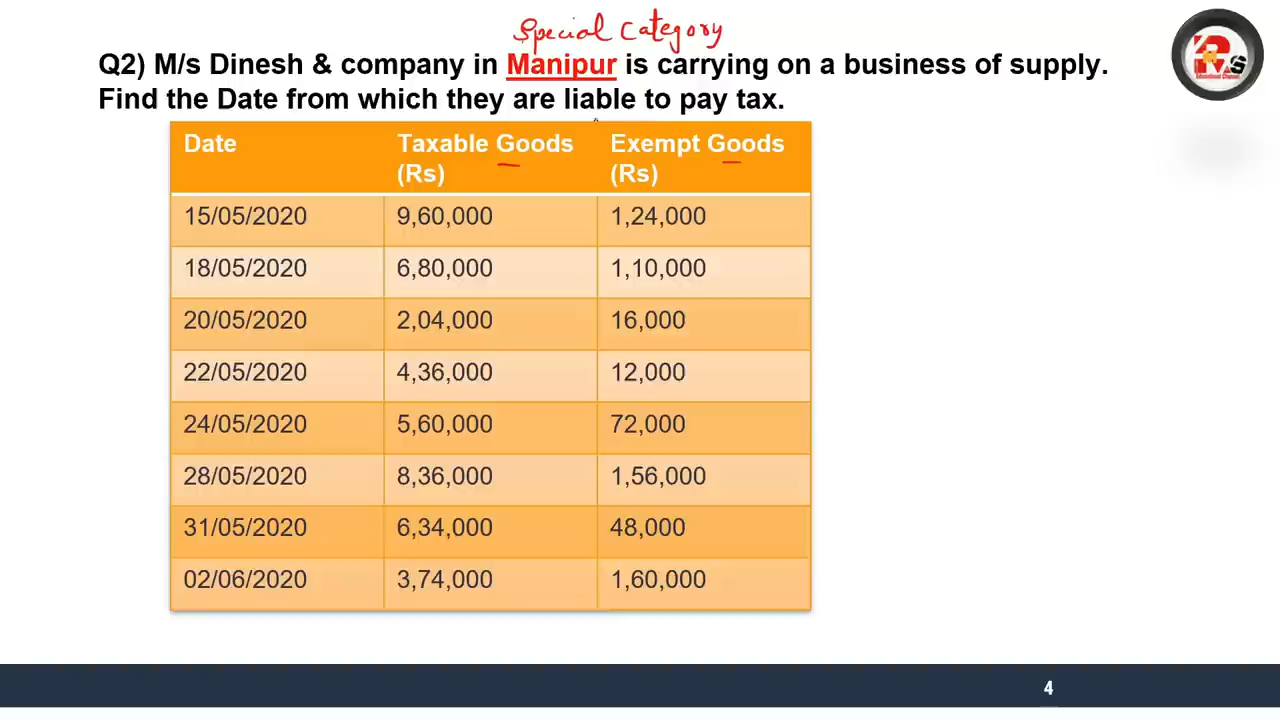 Special Category
Q2) M/s Dinesh & company in Manipur is carrying on a business of supply.
Find the Date from which they are liable to pay tax.
Date Taxable Goods (Rs) Exempt Goods (Rs)
15/05/2020 9,60,000 1,24,000
18/05/2020 6,80,000 1,10,000
20/05/2020 2,04,000 16,000
22/05/2020 4,36,000 12,000
24/05/2020 5,60,000 72,000
28/05/2020 8,36,000 1,56,000
31/05/2020 6,34,000 48,000
02/06/2020 3,74,000 1,60,000
4